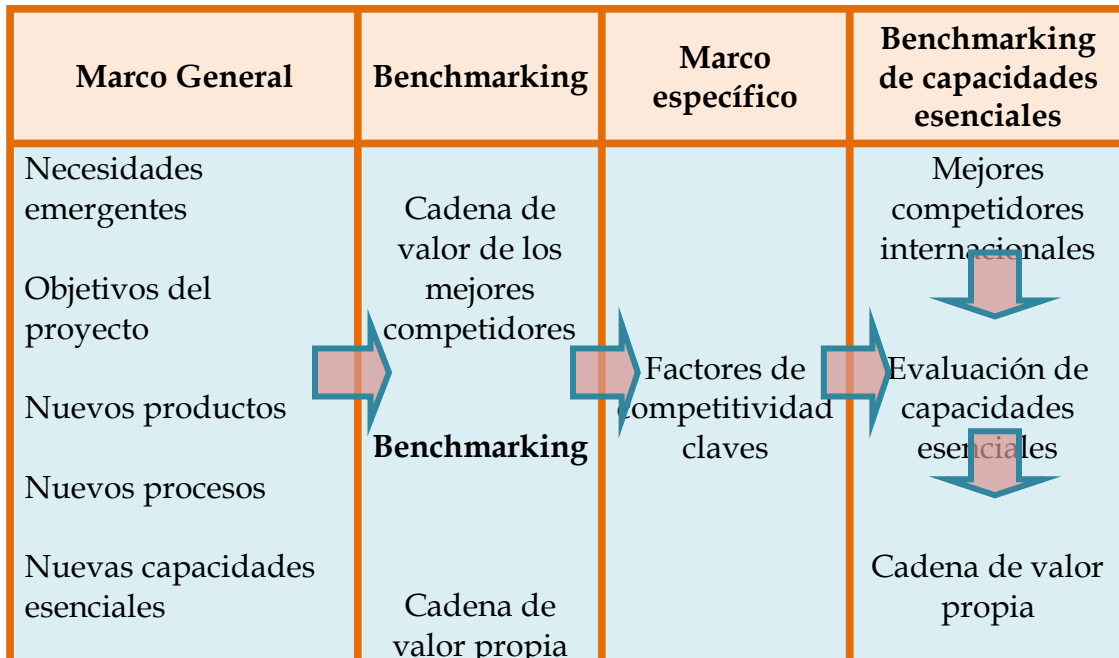 Marco General
Benchmarking
Marco
específico
Benchmarking
de capacidades
esenciales
Necesidades
emergentes
Objetivos del
proyecto
Nuevos productos
Nuevos procesos
Nuevas capacidades
esenciales
Cadena de
valor de los
mejores
competidores
Benchmarking
Cadena de
valor propia
Factores de
competitividad
claves
Mejores
competidores
internacionales
Evaluación de
capacidades
esenciales
Cadena de valor
propia